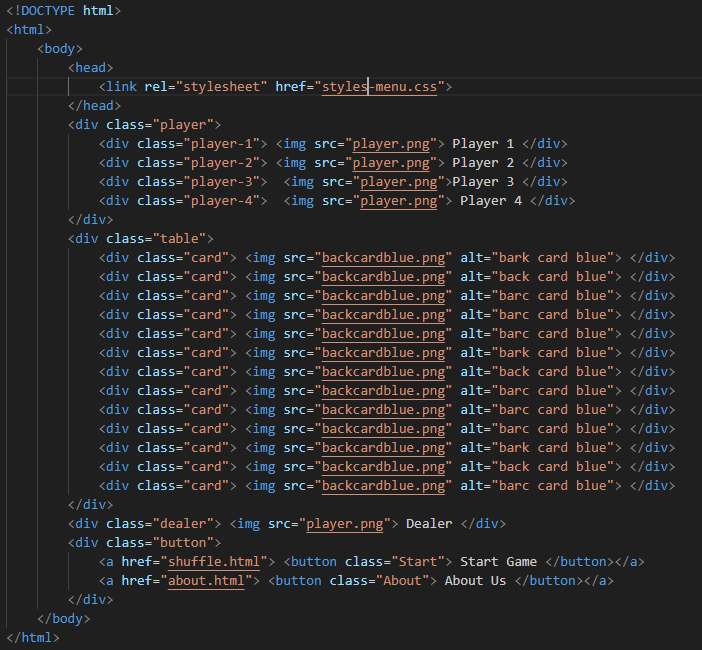 <!DOCTYPE html>
<html>
    <body>
        <head>
            <link rel="stylesheet" href="styles-menu.css">
        </head>
        <div class="player">
            <div class="player-1"> <img src="player.png"> Player 1 </div>
            <div class="player-2"> <img src="player.png"> Player 2 </div>
            <div class="player-3">  <img src="player.png">Player 3 </div>
            <div class="player-4">  <img src="player.png"> Player 4 </div>
        </div>
        <div class="table">
            <div class="card"> <img src="backcardblue.png" alt="bark card blue"> </div>
            <div class="card"> <img src="backcardblue.png" alt="back card blue"> </div>
            <div class="card"> <img src="backcardblue.png" alt="barc card blue"> </div>
            <div class="card"> <img src="backcardblue.png" alt="barc card blue"> </div>
            <div class="card"> <img src="backcardblue.png" alt="barc card blue"> </div>
            <div class="card"> <img src="backcardblue.png" alt="bark card blue"> </div>
            <div class="card"> <img src="backcardblue.png" alt="back card blue"> </div>
            <div class="card"> <img src="backcardblue.png" alt="barc card blue"> </div>
            <div class="card"> <img src="backcardblue.png" alt="barc card blue"> </div>
            <div class="card"> <img src="backcardblue.png" alt="barc card blue"> </div>
            <div class="card"> <img src="backcardblue.png" alt="bark card blue"> </div>
            <div class="card"> <img src="backcardblue.png" alt="back card blue"> </div>
            <div class="card"> <img src="backcardblue.png" alt="barc card blue"> </div>
        </div>
        <div class="dealer"> <img src="player.png"> Dealer </div>
        <div class="button">
            <a href="shuffle.html"> <button class="Start"> Start Game </button></a>
            <a href="about.html"> <button class="About"> About Us </button></a>
        </div>
    </body>
</html>